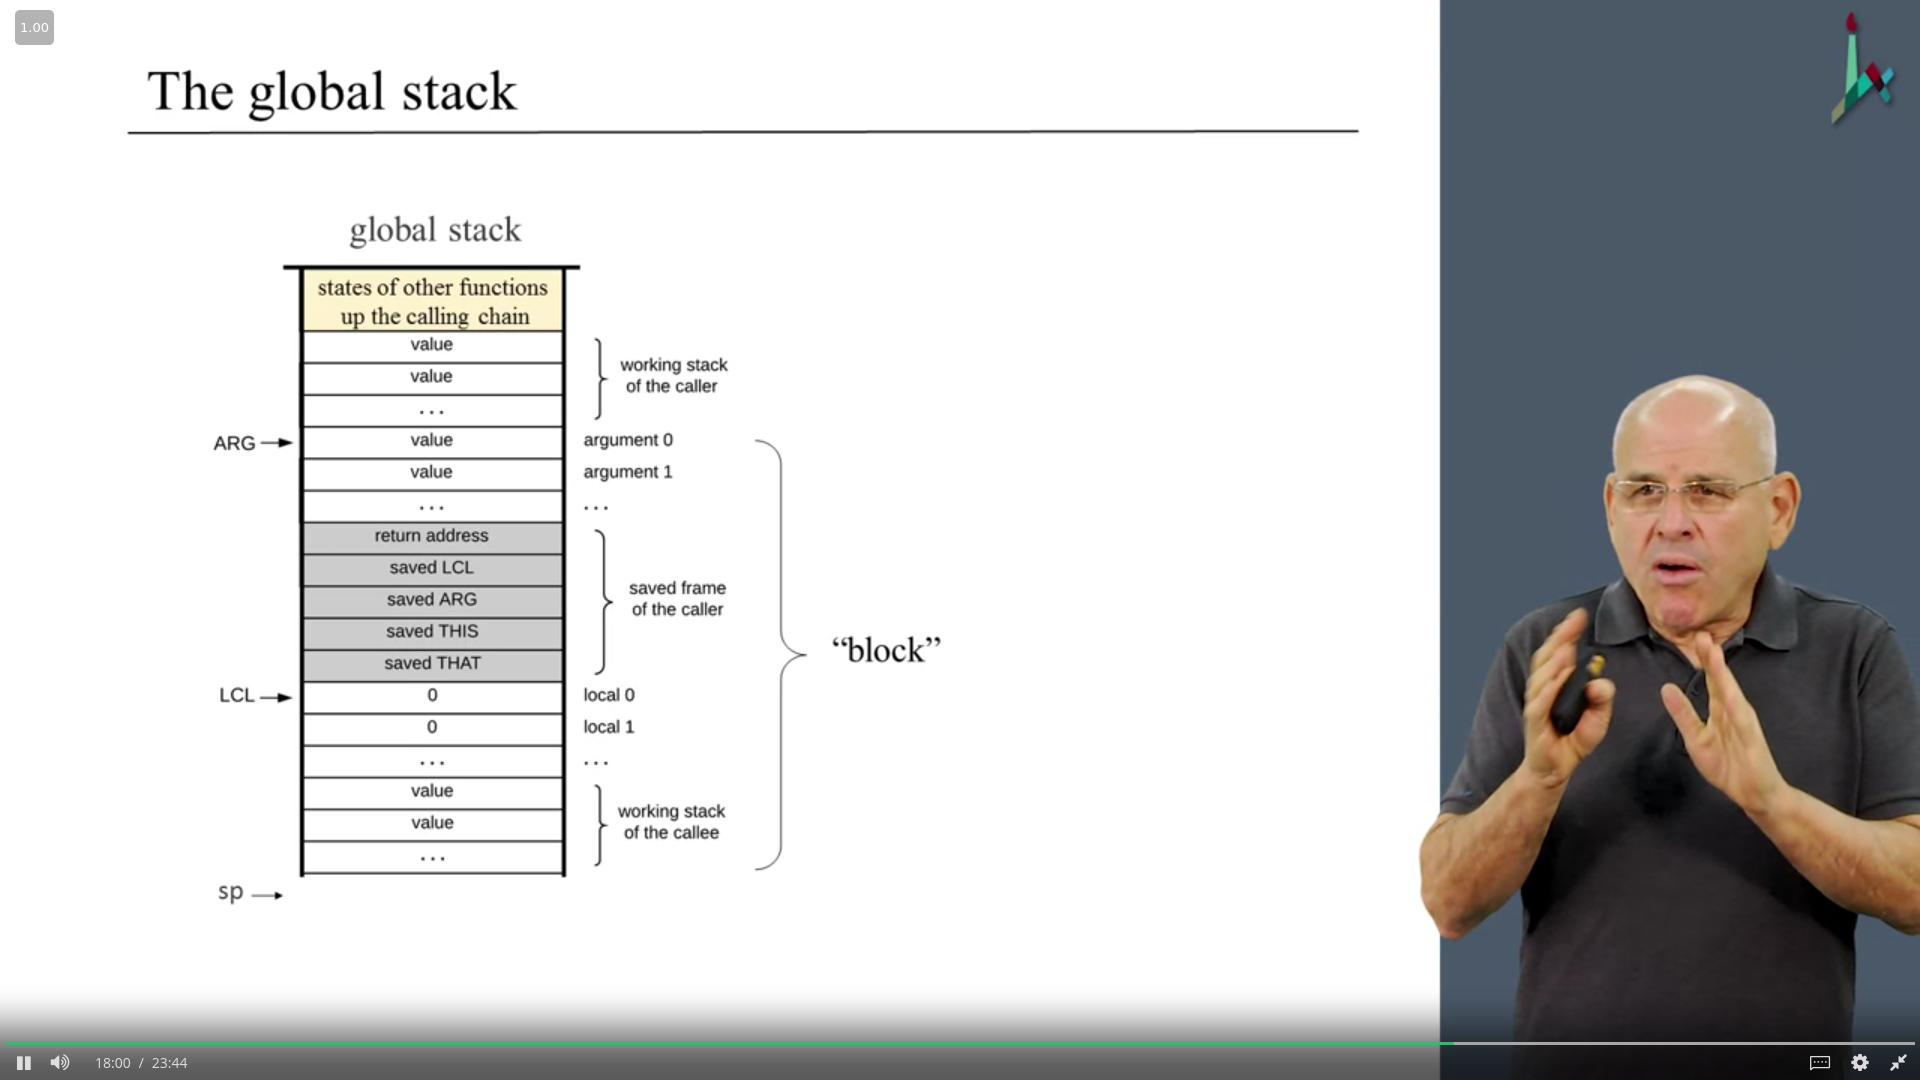 1.00
The global stack
global stack
states of other functions
up the calling chain
value
value
...
working stack
of the caller
ARG
value
argument 0
value
argument 1
...
...
return address
saved LCL
saved ARG
saved THIS
saved THAT
saved frame
of the caller
"block"
LCL
0
local 0
0
local 1
...
...
value
value
...
working stack
of the callee
sp
18:00 / 23:44